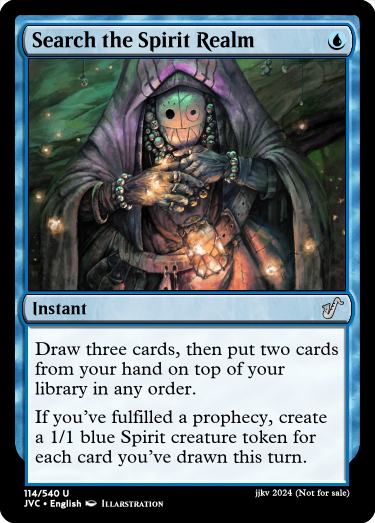 Search the Spirit Realm
Instant
Draw three cards, then put two cards
from your hand on top of your
library in any order.
If you've fulfilled a prophecy, create
a 1/1 blue Spirit creature token for
each card you've drawn this turn.
114/540 U
jjkv 2024 (Not for sale)
JVC • English Illarstration